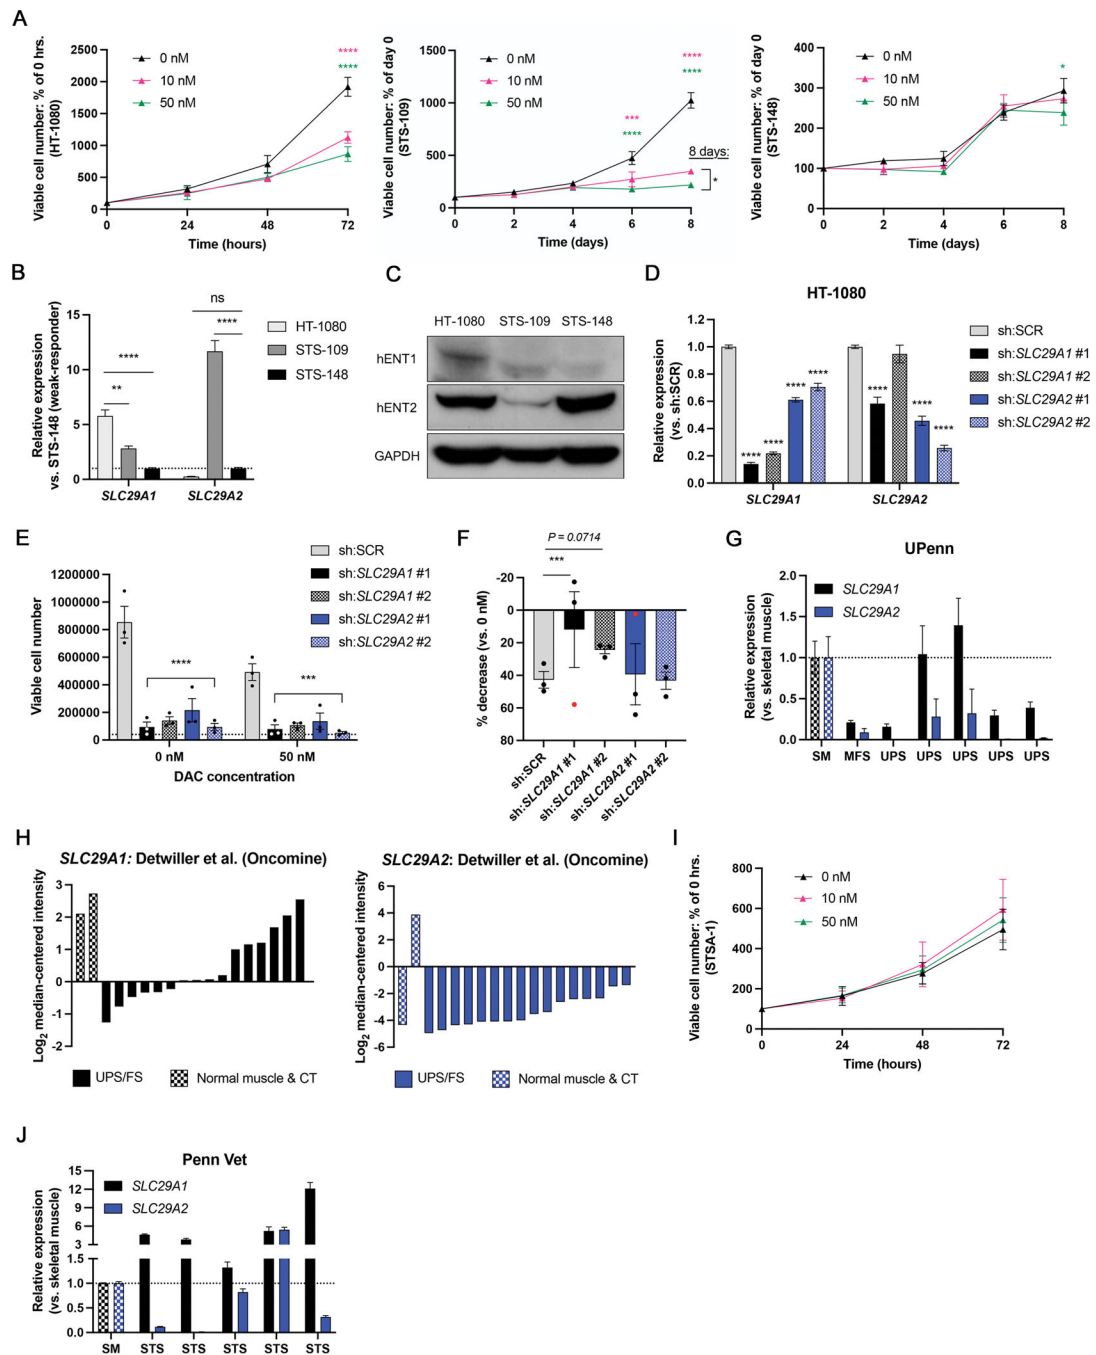 A
Viable cell number: % of 0 hrs.
(HT-1080)
2500
2000
1500
1000
500
0
0 nM
10 nM
50 nM
****
****
0
24
48
72
Time (hours)
Viable cell number: % of day 0
(STS-109)
1500
1000
500
0
0 nM
10 nM
50 nM
***
****
****
****
8 days:
*
0
2
4
6
8
Time (days)
Viable cell number: % of day 0
(STS-148)
400
300
200
100
0
0 nM
10 nM
50 nM
*
0
2
4
6
8
Time (days)
B
Relative expression
vs. STS-148 (weak-responder)
15
10
5
0
****
**
ns
****
SLC29A1
SLC29A2
HT-1080
STS-109
STS-148
C
HT-1080 STS-109 STS-148
hENT1
hENT2
GAPDH
D
HT-1080
Relative expression
(vs. sh:SCR)
1.2
1.0
0.8
0.6
0.4
0.2
0.0
**** **** **** ****
**** **** ****
SLC29A1
SLC29A2
sh:SCR
sh:SLC29A1 #1
sh:SLC29A1 #2
sh:SLC29A2 #1
sh:SLC29A2 #2
E
Viable cell number
1200000
1000000
800000
600000
400000
200000
0
****
***
0 nM
50 nM
DAC concentration
sh:SCR
sh:SLC29A1 #1
sh:SLC29A1 #2
sh:SLC29A2 #1
sh:SLC29A2 #2
F
% decrease (vs. 0 nM)
-20
0
20
40
60
80
P = 0.0714
***
sh:SCR
sh:SLC29A1 #1
sh:SLC29A1 #2
sh:SLC29A2 #1
sh:SLC29A2 #2
G
UPenn
Relative expression
(vs. skeletal muscle)
2.0
1.5
1.0
0.5
0.0
SLC29A1
SLC29A2
SM MFS UPS UPS UPS UPS UPS
H
SLC29A1: Detwiller et al. (Oncomine)
Log2 median-centered intensity
3
2
1
0
-1
-2
UPS/FS
Normal muscle & CT
SLC29A2: Detwiller et al. (Oncomine)
Log2 median-centered intensity
6
4
2
0
-2
-4
-6
UPS/FS
Normal muscle & CT
I
Viable cell number: % of 0 hrs.
(STSA-1)
800
600
400
200
0
0 nM
10 nM
50 nM
0
24
48
72
Time (hours)
J
Penn Vet
Relative expression
(vs. skeletal muscle)
15
12
9
6
3
1.5
1.0
0.5
0.0
SLC29A1
SLC29A2
SM STS STS STS STS STS